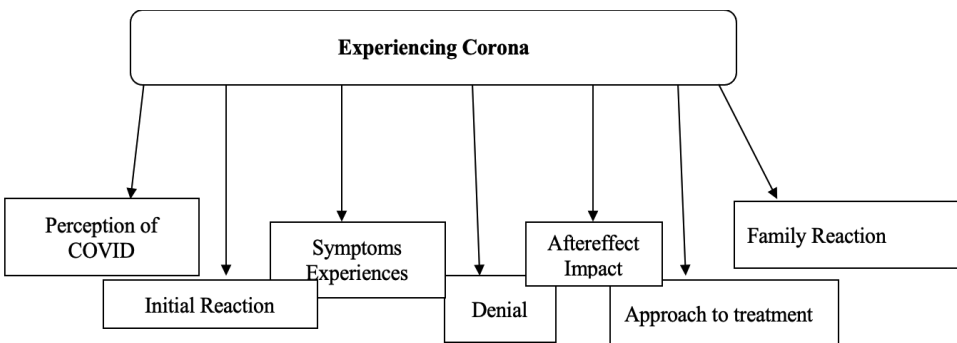 Experiencing Corona
Perception of
COVID
Initial Reaction
Symptoms
Experiences
Denial
Aftereffect
Impact
Approach to treatment
Family Reaction